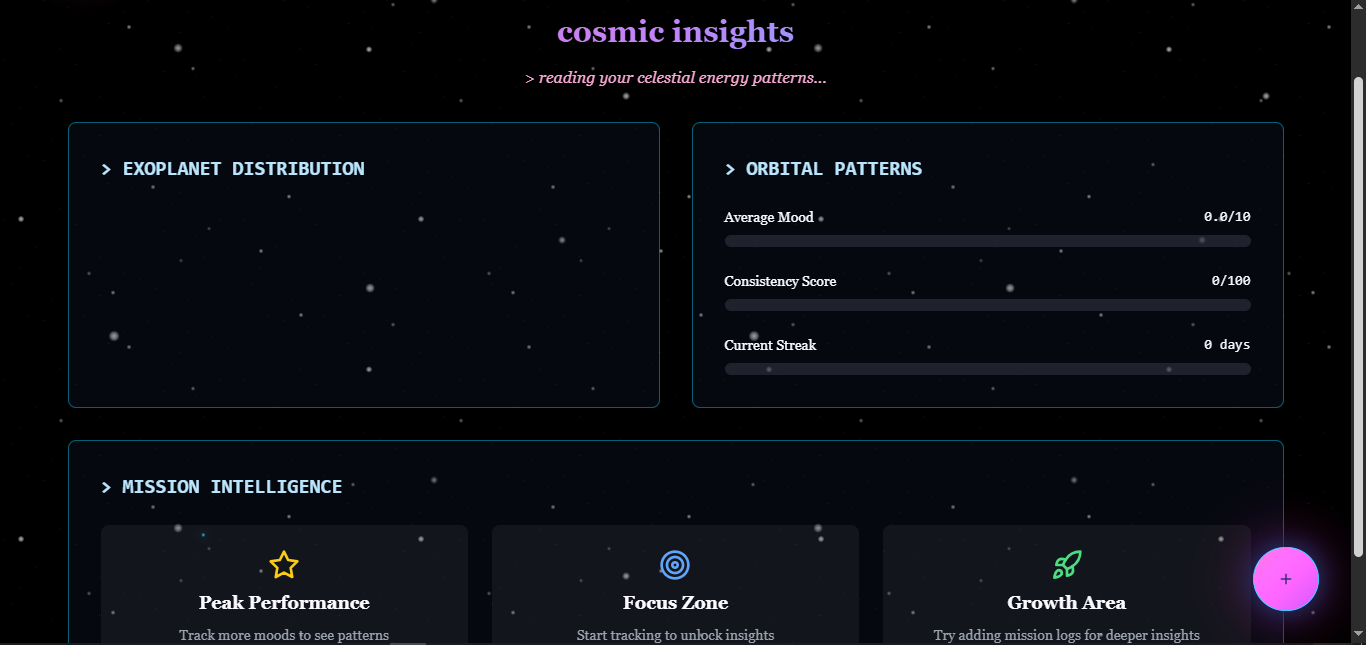 cosmic insights
> reading your celestial energy patterns...
> EXOPLANET DISTRIBUTION
> ORBITAL PATTERNS
Average Mood 0.0/10
Consistency Score 0/100
Current Streak 0 days
> MISSION INTELLIGENCE
Peak Performance
Track more moods to see patterns
Focus Zone
Start tracking to unlock insights
Growth Area
Try adding mission logs for deeper insights
+